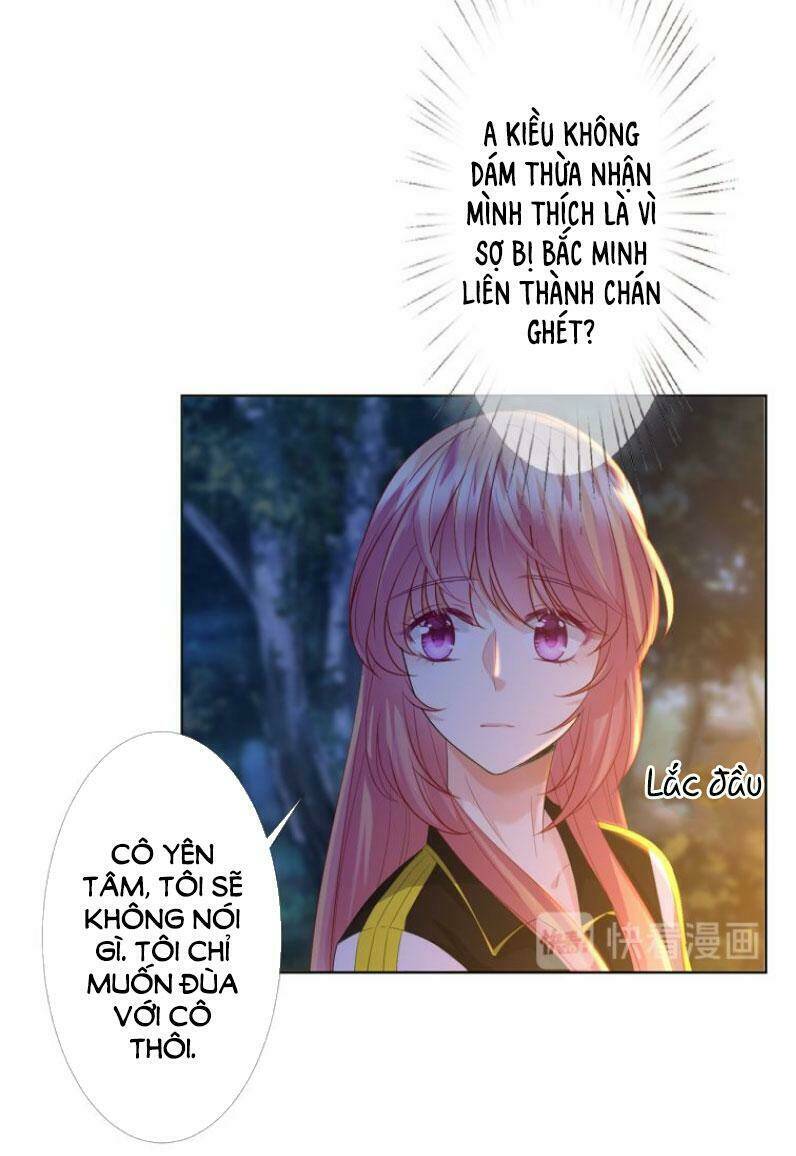 A KIỀU KHÔNG
DÁM THỪA NHẬN
MÌNH THÍCH LÀ VÌ
SỢ BỊ BẮC MINH
LIÊN THÀNH CHÁN
GHÉT?
Lắc đầu
CÔ YÊN
TÂM, TÔI SẼ
KHÔNG NÓI
GÌ. TÔI CHỈ
MUỐN ĐÙA
VỚI CÔ
THÔI.
快看漫画